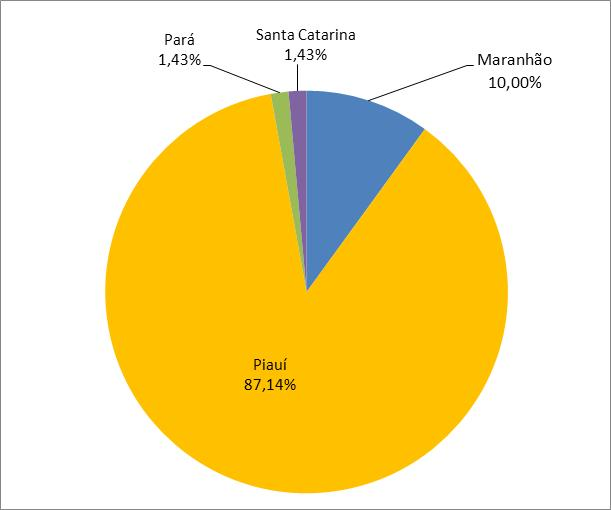 Pará
1,43%
Santa Catarina
1,43%
Maranhão
10,00%
Piauí
87,14%